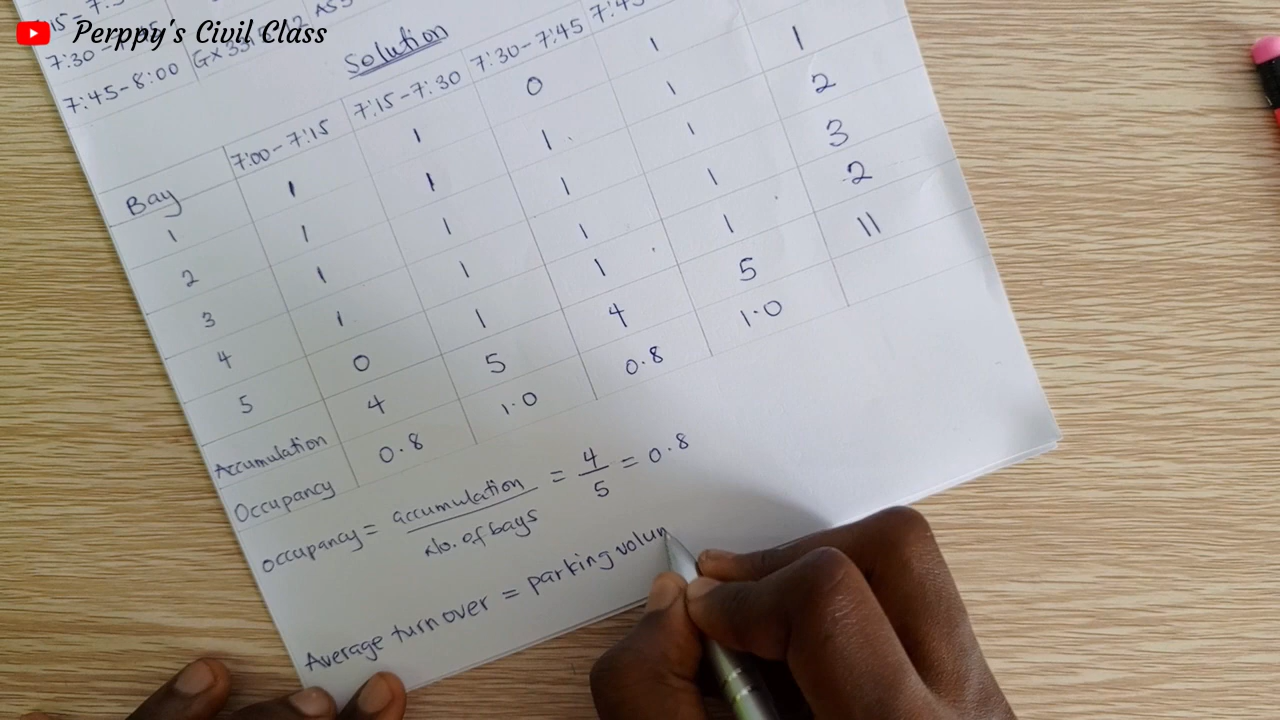 7:30-
7:45-8:00 GX
Solution
Bay 7:00-7:15 7:15-7:30 7:30-7:45 7:45
1 1 1 0 1
2 1 1 1 1 1
3 1 1 1 1 2
4 1 1 1 1 3
5 0 1 1 1 2
Accumulation 4 5 4 5 11
Occupancy 0.8 1.0 0.8 1.0
Occupancy = accumulation / No. of bays = 4/5 = 0.8
Average turnover = parking volum
Perppy's Civil Class